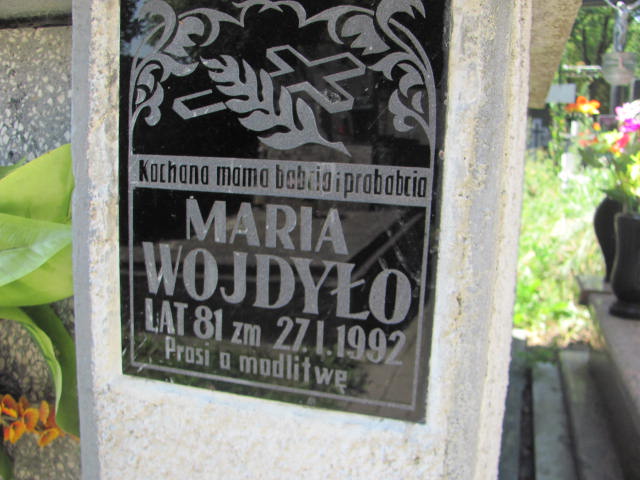 Kochana mama babcia i prababcia
MARIA
WOJDYŁO
LAT 81 zm 27 I. 1992
Prosi o modlitwę